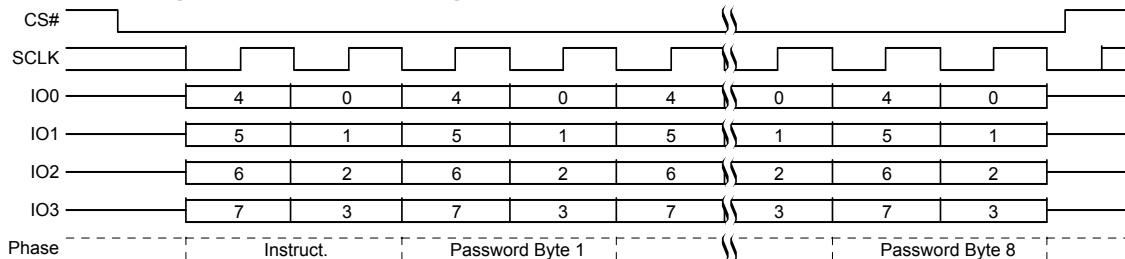 CS#
SCLK
IO0 4 0 4 0 4 0 4 0
IO1 5 1 5 1 5 1 5 1
IO2 6 2 6 2 6 2 6 2
IO3 7 3 7 3 7 3 7 3
Phase Instruct. Password Byte 1 Password Byte 8